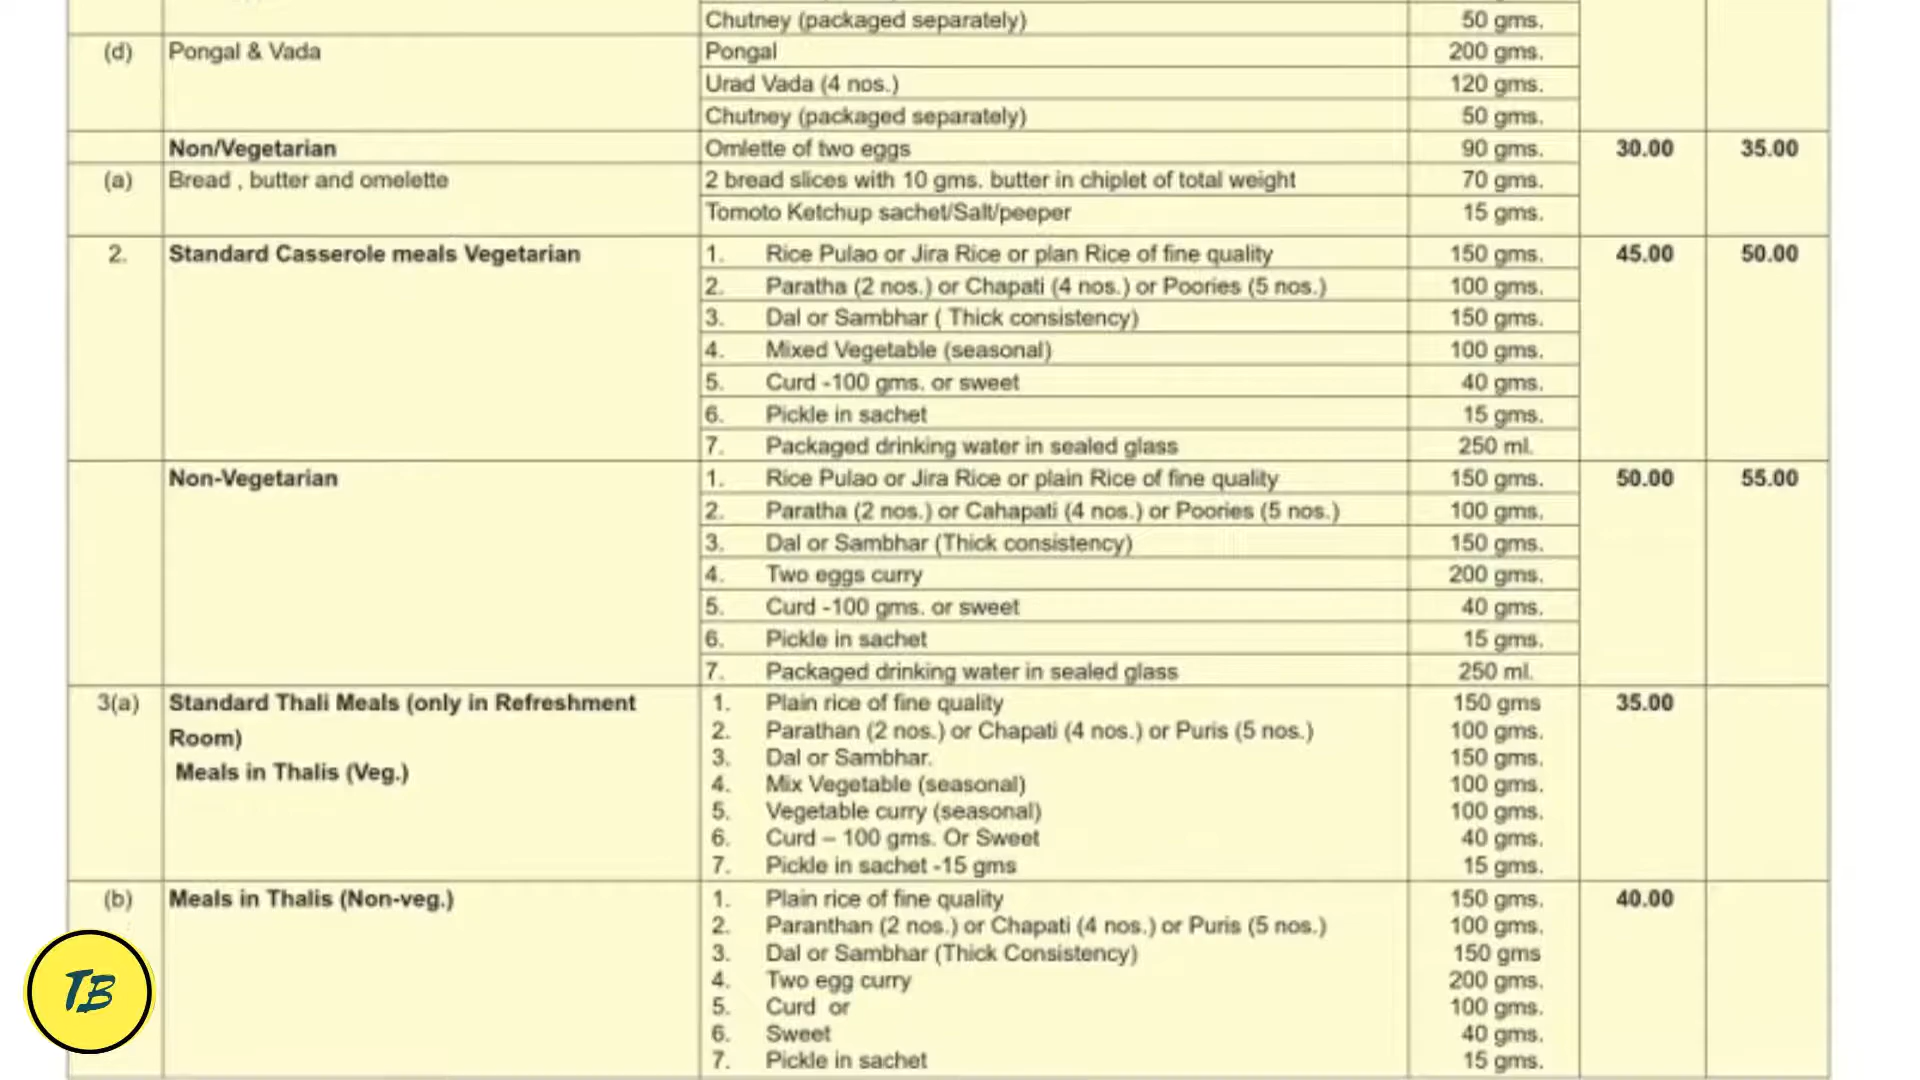 Chutney (packaged separately) 50 gms.
(d) Pongal & Vada Pongal 200 gms.
Urad Vada (4 nos.) 120 gms.
Chutney (packaged separately) 50 gms.
Non/Vegetarian Omlette of two eggs 90 gms. 30.00 35.00
(a) Bread , butter and omelette 2 bread slices with 10 gms. butter in chiplet of total weight 70 gms.
Tomoto Ketchup sachet/Salt/peeper 15 gms.
2. Standard Casserole meals Vegetarian 1. Rice Pulao or Jira Rice or plan Rice of fine quality 150 gms. 45.00 50.00
2. Paratha (2 nos.) or Chapati (4 nos.) or Poories (5 nos.) 100 gms.
3. Dal or Sambhar ( Thick consistency) 150 gms.
4. Mixed Vegetable (seasonal) 100 gms.
5. Curd -100 gms. or sweet 40 gms.
6. Pickle in sachet 15 gms.
7. Packaged drinking water in sealed glass 250 ml.
Non-Vegetarian 1. Rice Pulao or Jira Rice or plain Rice of fine quality 150 gms. 50.00 55.00
2. Paratha (2 nos.) or Cahapati (4 nos.) or Poories (5 nos.) 100 gms.
3. Dal or Sambhar (Thick consistency) 150 gms.
4. Two eggs curry 200 gms.
5. Curd -100 gms. or sweet 40 gms.
6. Pickle in sachet 15 gms.
7. Packaged drinking water in sealed glass 250 ml.
3(a) Standard Thali Meals (only in Refreshment 1. Plain rice of fine quality 150 gms 35.00
Room) 2. Parathan (2 nos.) or Chapati (4 nos.) or Puris (5 nos.) 100 gms.
Meals in Thalis (Veg.) 3. Dal or Sambhar. 150 gms.
4. Mix Vegetable (seasonal) 100 gms.
5. Vegetable curry (seasonal) 100 gms.
6. Curd – 100 gms. Or Sweet 40 gms.
7. Pickle in sachet -15 gms 15 gms.
(b) Meals in Thalis (Non-veg.) 1. Plain rice of fine quality 150 gms. 40.00
2. Paranthan (2 nos.) or Chapati (4 nos.) or Puris (5 nos.) 100 gms.
3. Dal or Sambhar (Thick Consistency) 150 gms
4. Two egg curry 200 gms.
5. Curd or 100 gms.
6. Sweet 40 gms.
7. Pickle in sachet 15 gms.
TB